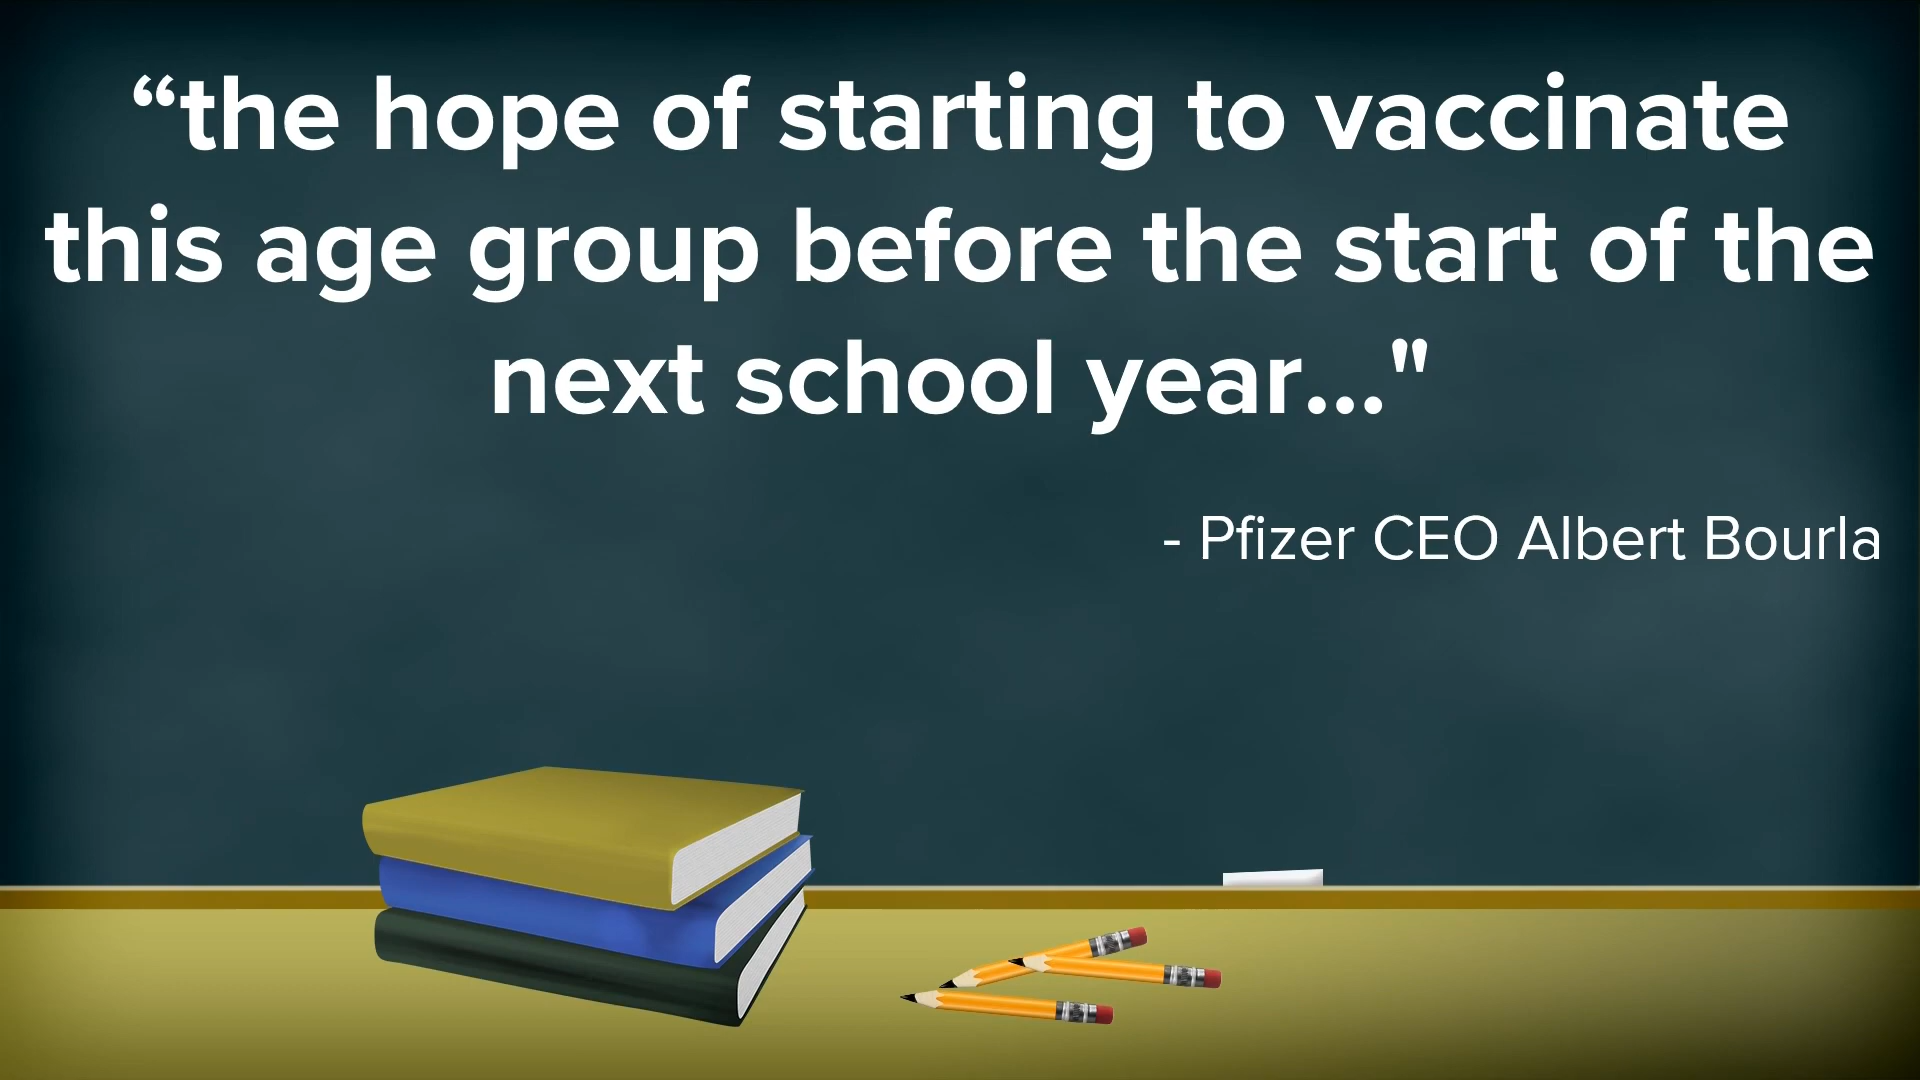 “the hope of starting to vaccinate
this age group before the start of the
next school year..."
- Pfizer CEO Albert Bourla